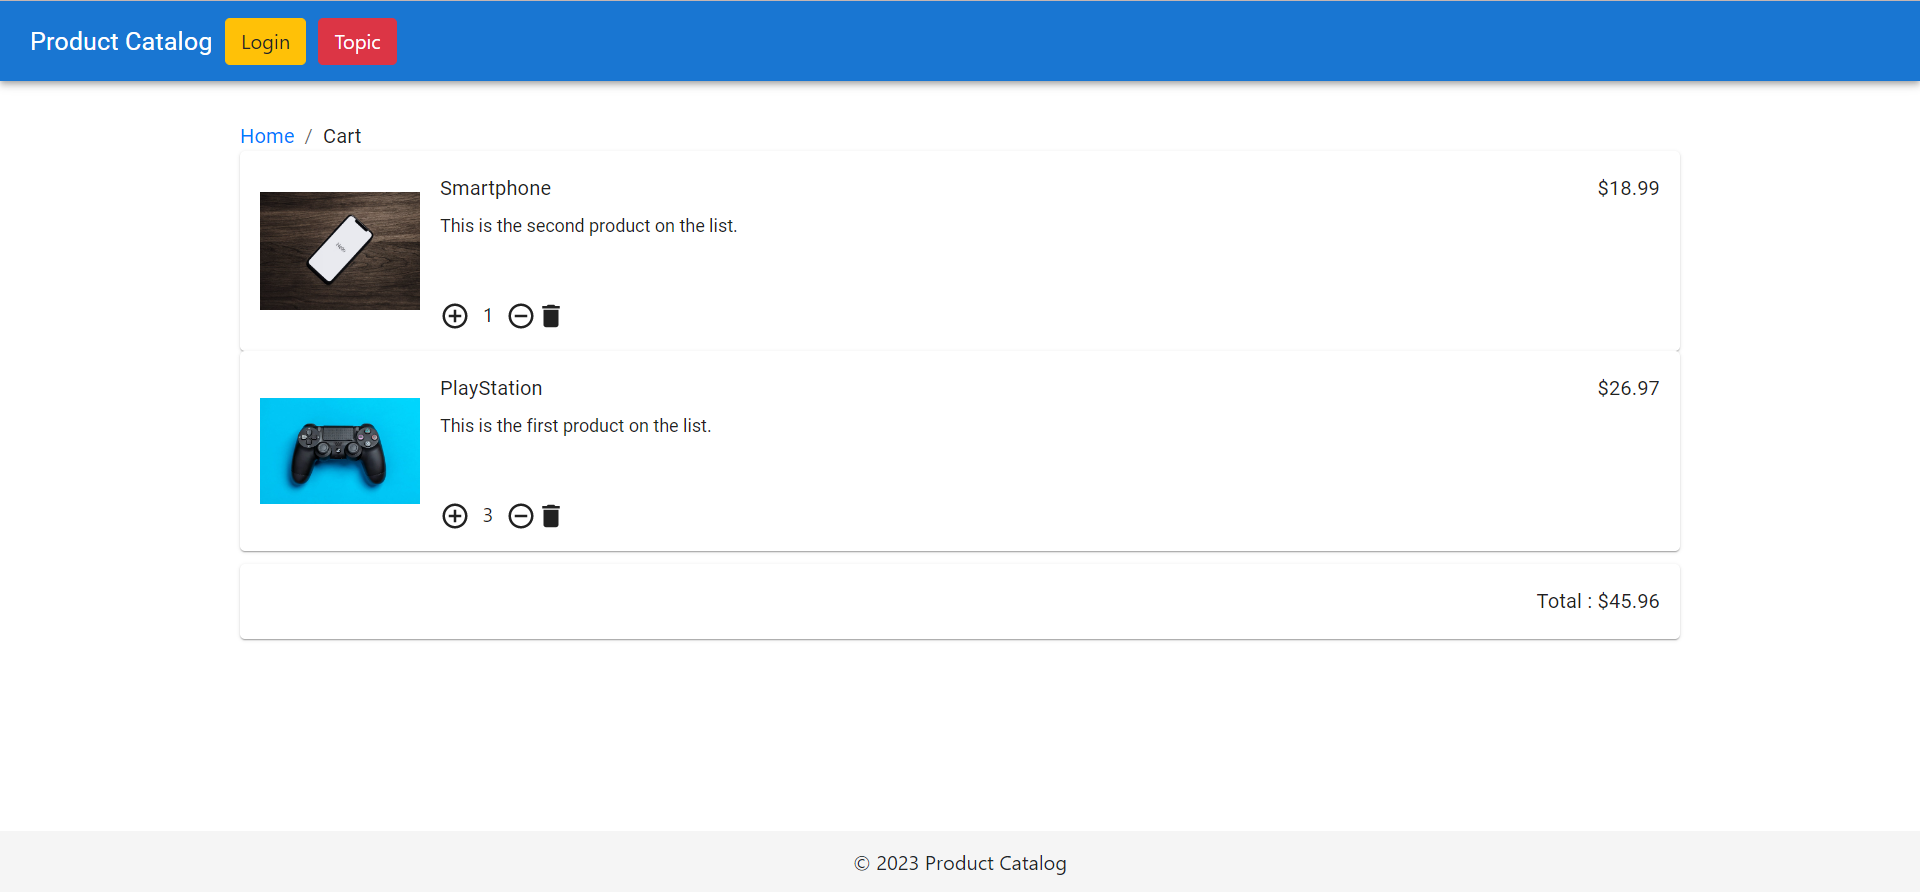 Product Catalog Login Topic
Home / Cart
Smartphone $18.99
This is the second product on the list.
Hello
1
PlayStation $26.97
This is the first product on the list.
3
Total : $45.96
© 2023 Product Catalog